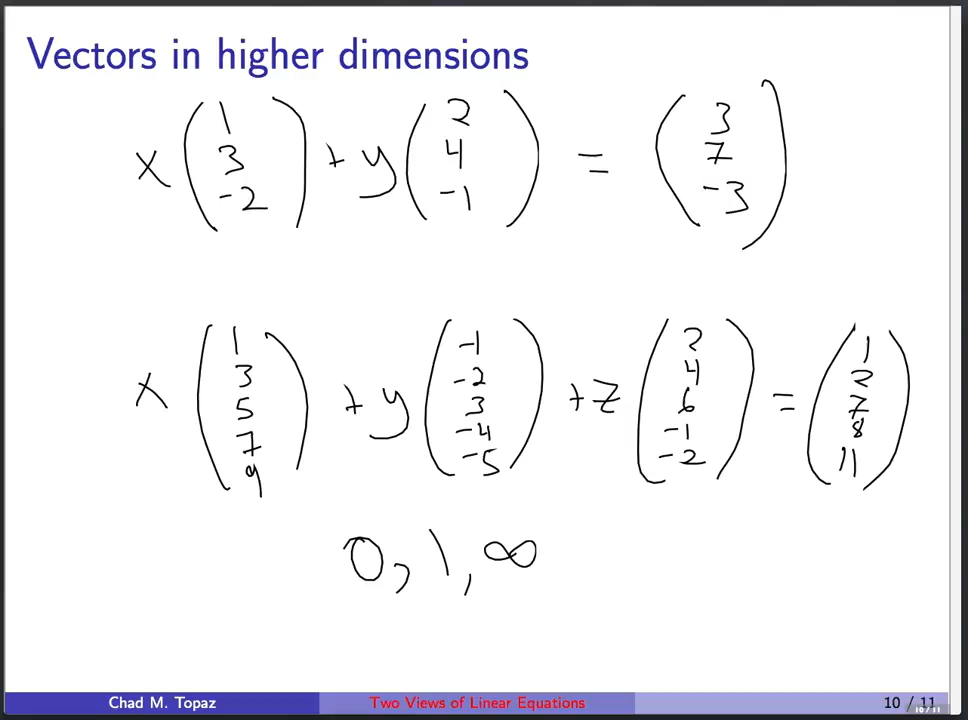 Vectors in higher dimensions
x ( 1 3 -2 ) + y ( 2 4 -1 ) = ( 3 7 -3 )
x ( 1 3 5 7 9 ) + y ( -1 -2 3 -4 -5 ) + z ( 2 4 6 -1 -2 ) = ( 1 2 7 8 11 )
0, 1, ∞
Chad M. Topaz Two Views of Linear Equations 10 / 11
10 / 11